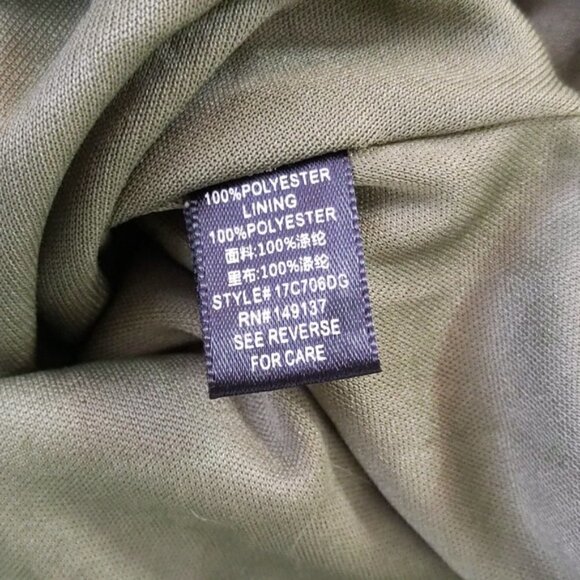 100%POLYESTER
LINING
100%POLYESTER
面料:100%涤纶
里布:100%涤纶
STYLE# 17C706DG
RN#149137
SEE REVERSE
FOR CARE